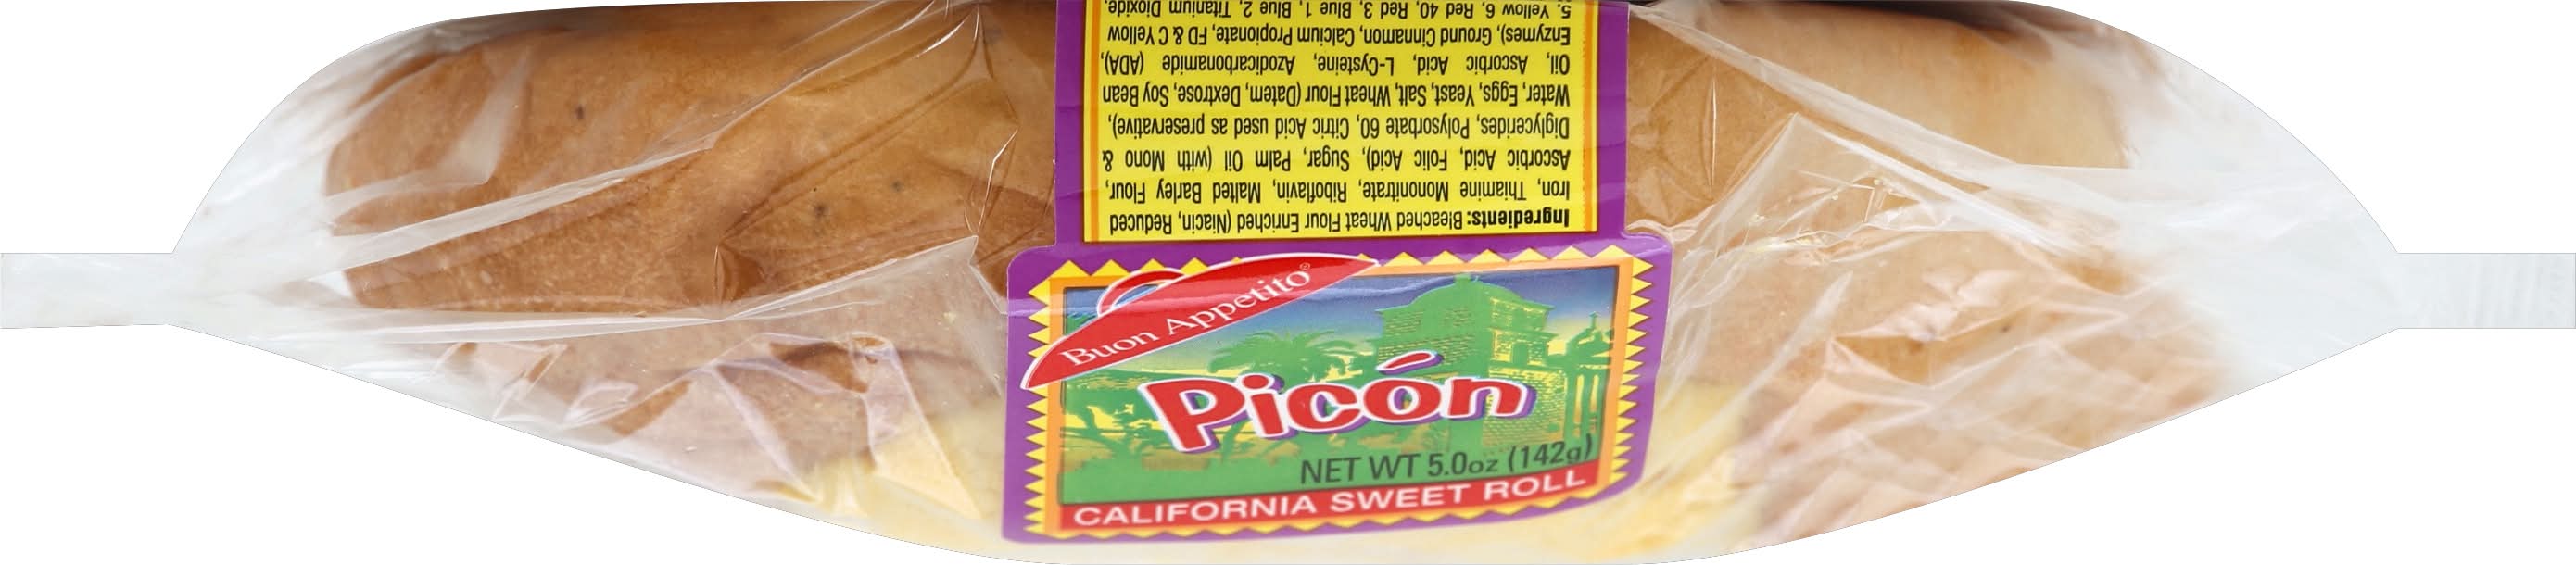 Ingredients: Bleached Wheat Flour Enriched (Niacin, Reduced
Iron, Thiamine Mononitrate, Riboflavin, Malted Barley Flour,
Ascorbic Acid, Folic Acid), Sugar, Palm Oil (with Mono &
Diglycerides, Polysorbate 60, Citric Acid used as preservative),
Water, Eggs, Yeast, Salt, Wheat Flour (Datem, Dextrose, Soy Bean
Oil, Ascorbic Acid, L-Cysteine, Azodicarbonamide (ADA),
Enzymes), Ground Cinnamon, Calcium Propionate, FD & C Yellow
5, Yellow 6, Red 40, Red 3, Blue 1, Blue 2, Titanium Dioxide.
Buon Appetito®
Picón
NET WT 5.0oz (142g)
CALIFORNIA SWEET ROLL